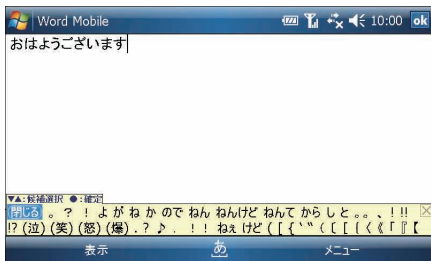 Word Mobile 10:00 ok
おはようございます
▼▲:候補選択 ●:確定
閉じる 。 ? ! よ が ね か ので ねん ねんけど ねんて から し と 。。 、 ! !!
!? (泣) (笑) (怒) (爆) . ? ♪ . ! ! ねぇ けど ( [ { ‘ “ ( [ 〔 〈 《 「 『 【
表示 あ メニュー